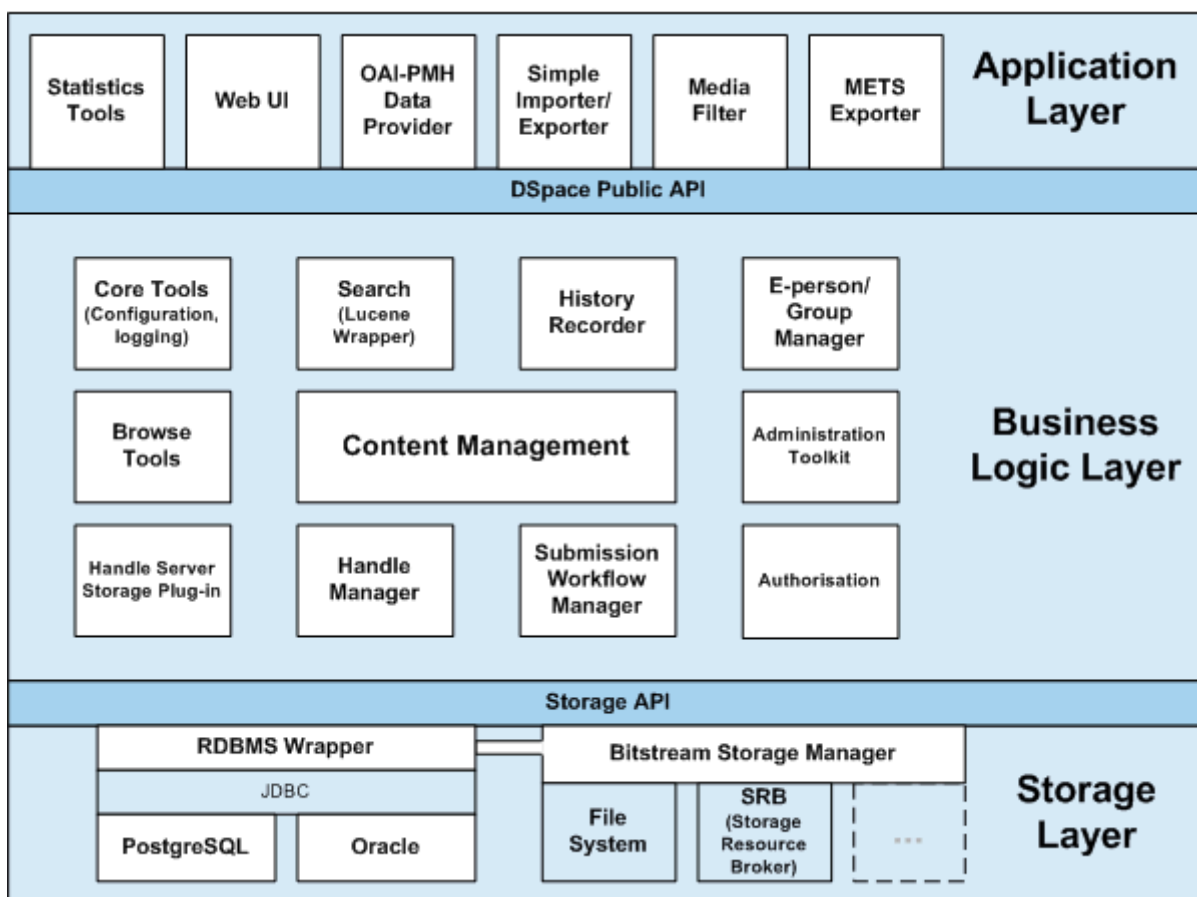 Statistics
Tools
Web UI
OAI-PMH
Data
Provider
Simple
Importer/
Exporter
Media
Filter
METS
Exporter
Application
Layer
DSpace Public API
Core Tools
(Configuration,
logging)
Search
(Lucene
Wrapper)
History
Recorder
E-person/
Group
Manager
Browse
Tools
Content Management
Administration
Toolkit
Business
Logic Layer
Handle Server
Storage Plug-in
Handle
Manager
Submission
Workflow
Manager
Authorisation
Storage API
RDBMS Wrapper
Bitstream Storage Manager
JDBC
PostgreSQL
Oracle
File
System
SRB
(Storage
Resource
Broker)
...
Storage
Layer